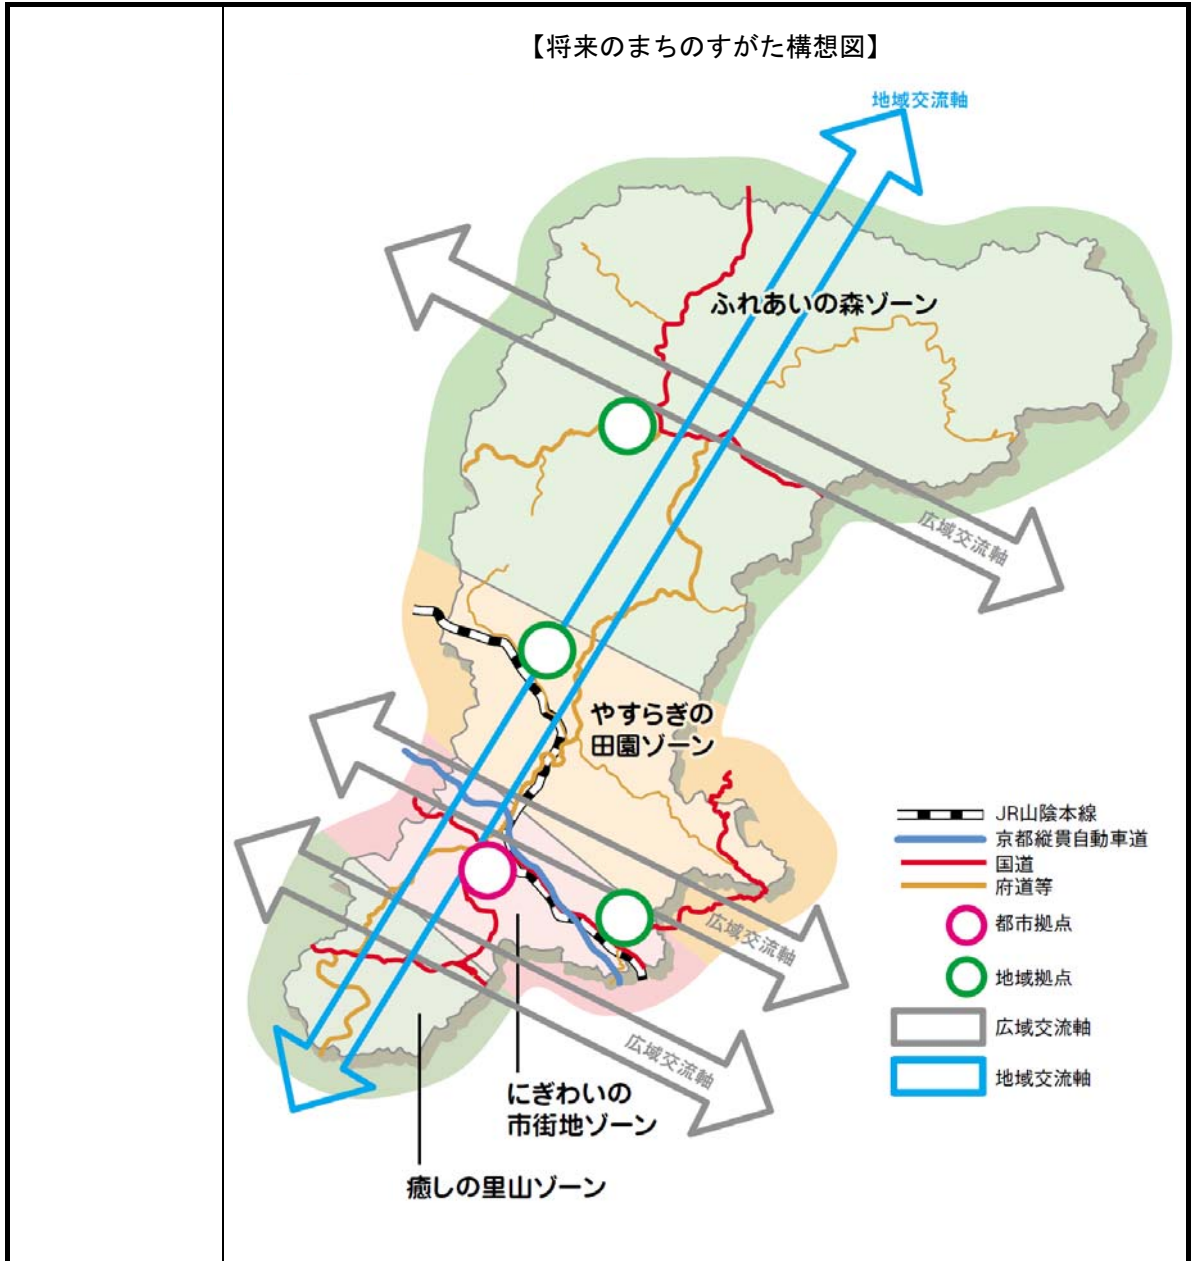 【将来のまちのすがた構想図】
地域交流軸
ふれあいの森ゾーン
広域交流軸
やすらぎの
田園ゾーン
JR山陰本線
京都縦貫自動車道
国道
府道等
都市拠点
地域拠点
広域交流軸
地域交流軸
広域交流軸
広域交流軸
にぎわいの
市街地ゾーン
癒しの里山ゾーン